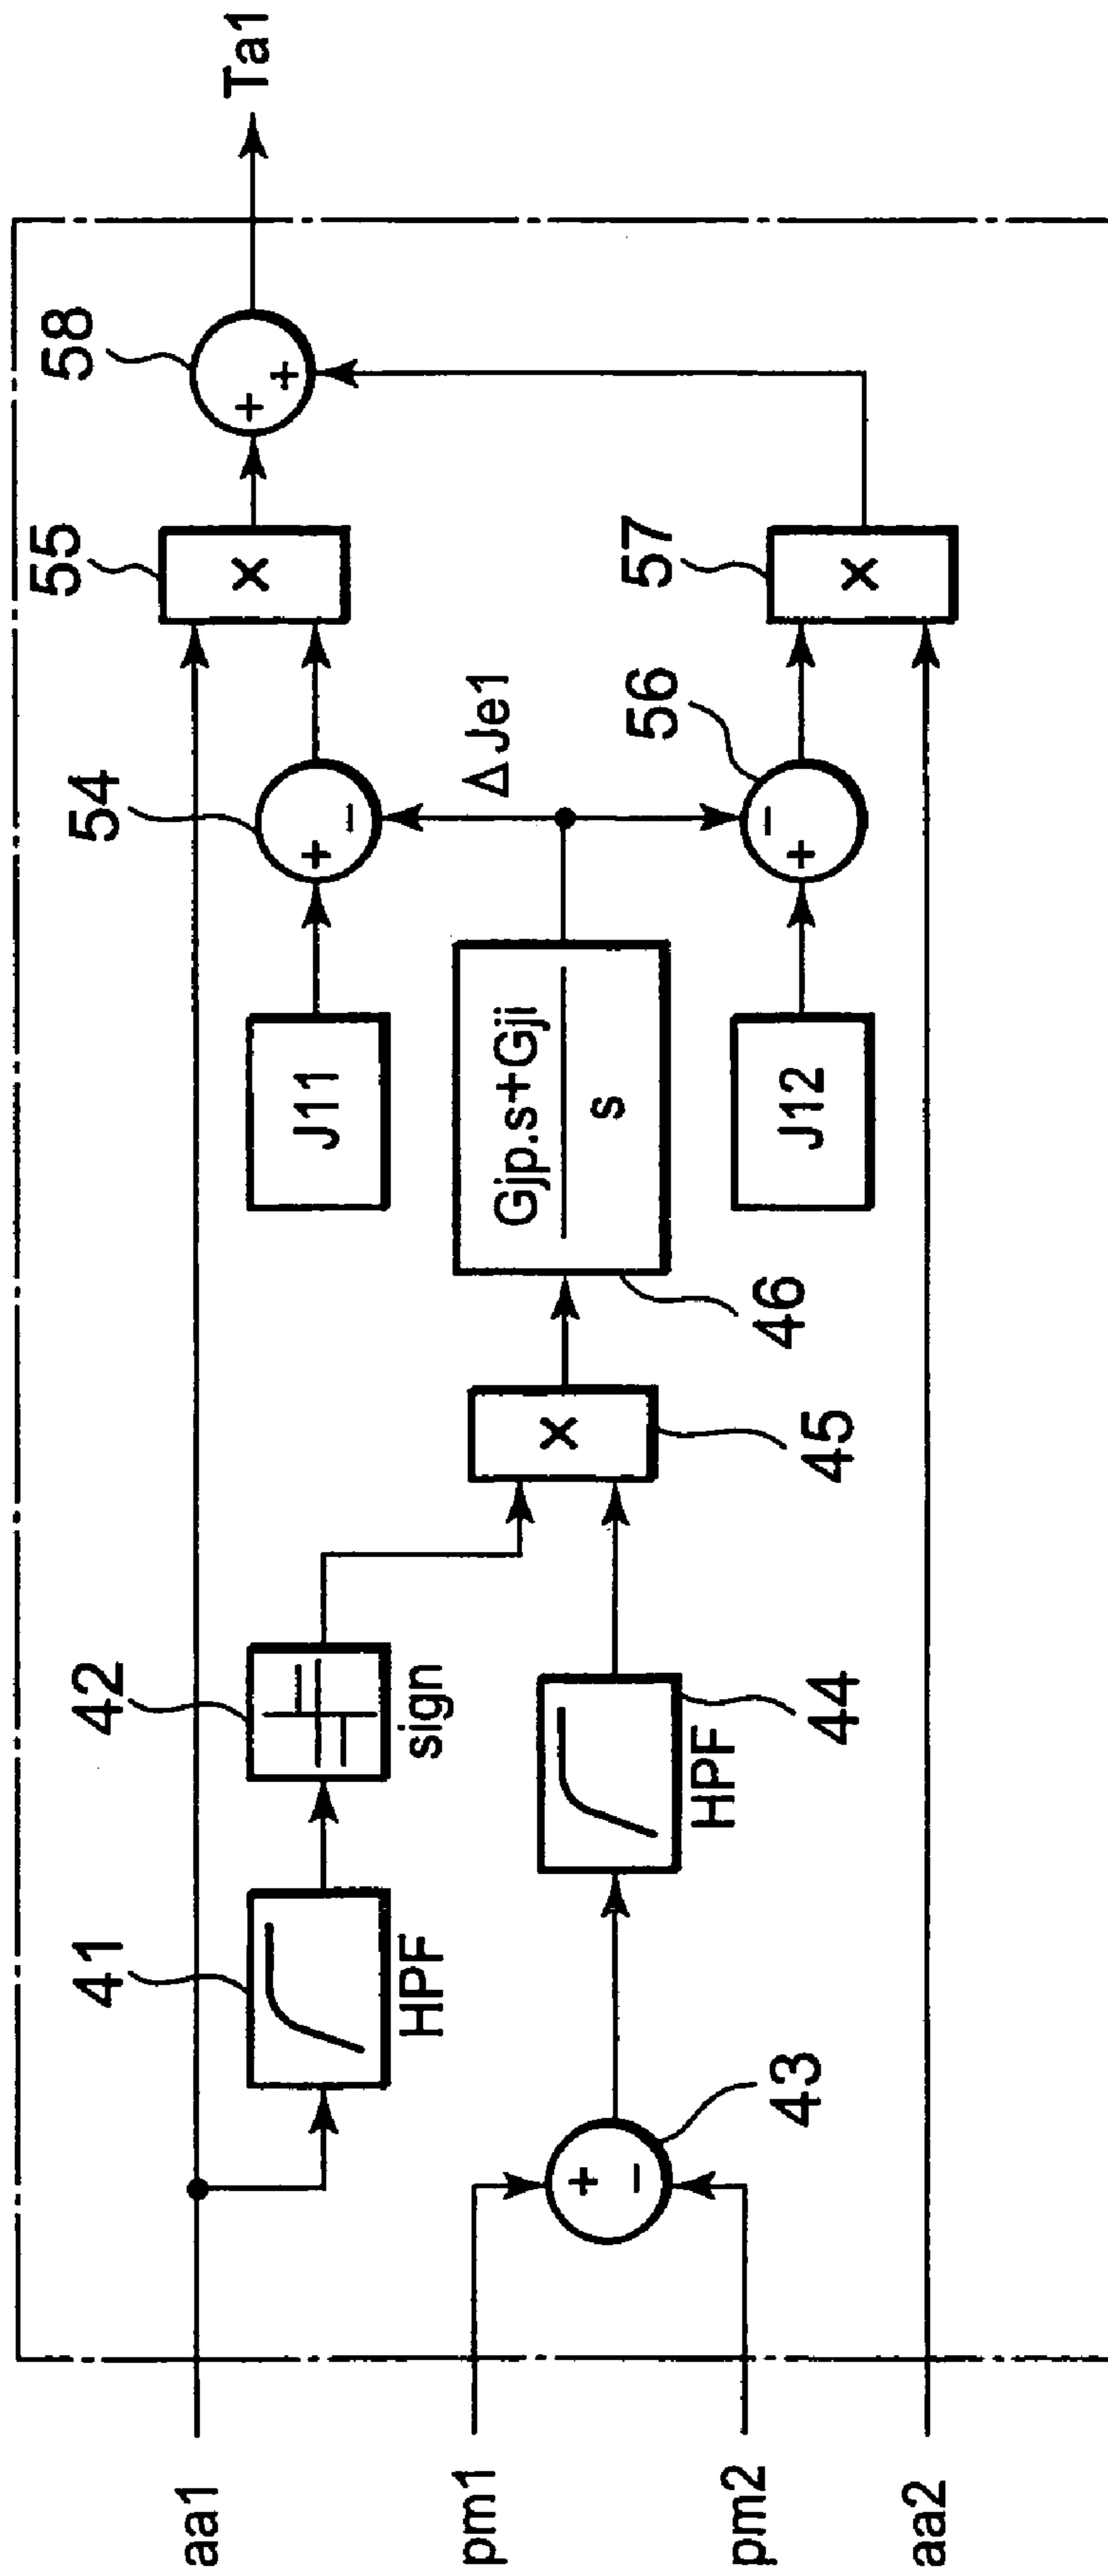 58
Ta1
+
+
55
×
57
×
54
+
−
ΔJe1
56
−
+
J11
Gjp.s+Gji
s
J12
46
×
45
42
sign
44
HPF
41
HPF
43
+
−
aa1
pm1
pm2
aa2